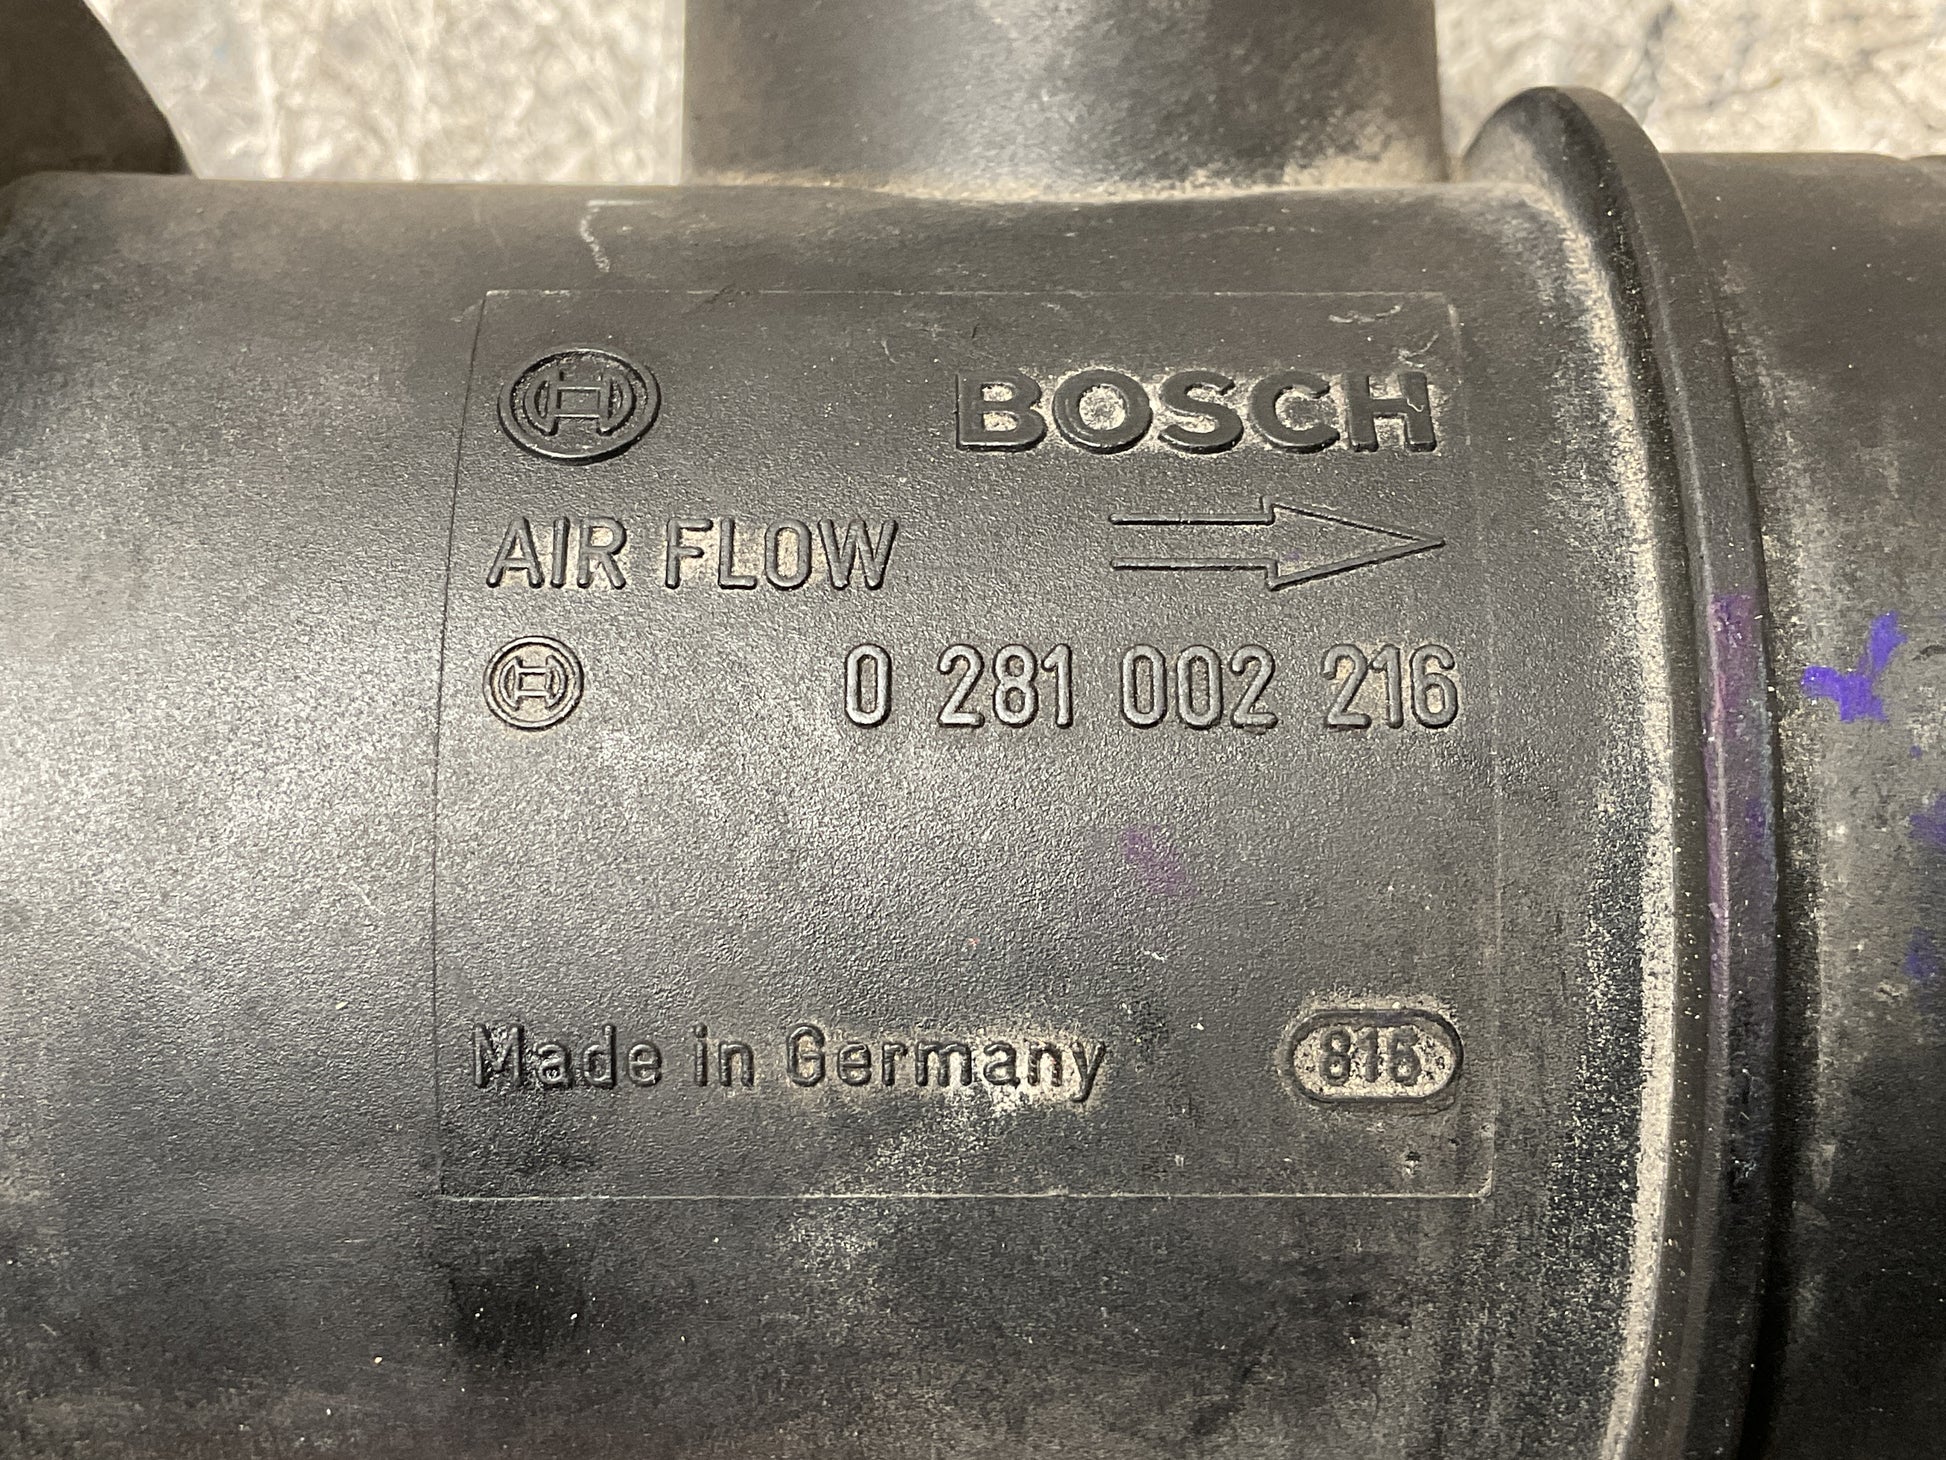 BOSCH
AIR FLOW
0 281 002 216
Made in Germany
815